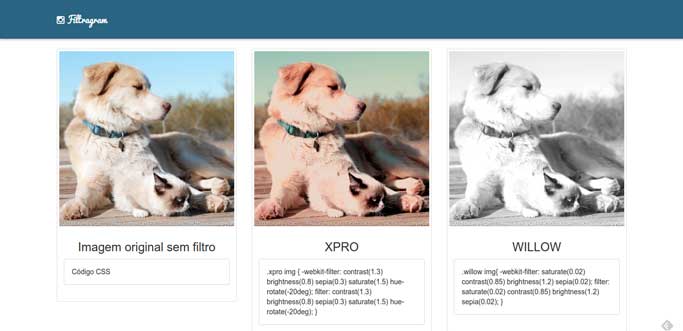 Filtragram
Imagem original sem filtro
Código CSS
XPRO
.xpro img { -webkit-filter: contrast(1.3)
brightness(0.8) sepia(0.3) saturate(1.5) hue-
rotate(-20deg); filter: contrast(1.3)
brightness(0.8) sepia(0.3) saturate(1.5) hue-
rotate(-20deg); }
WILLOW
.willow img{ -webkit-filter: saturate(0.02)
contrast(0.85) brightness(1.2) sepia(0.02); filter:
saturate(0.02) contrast(0.85) brightness(1.2)
sepia(0.02); }